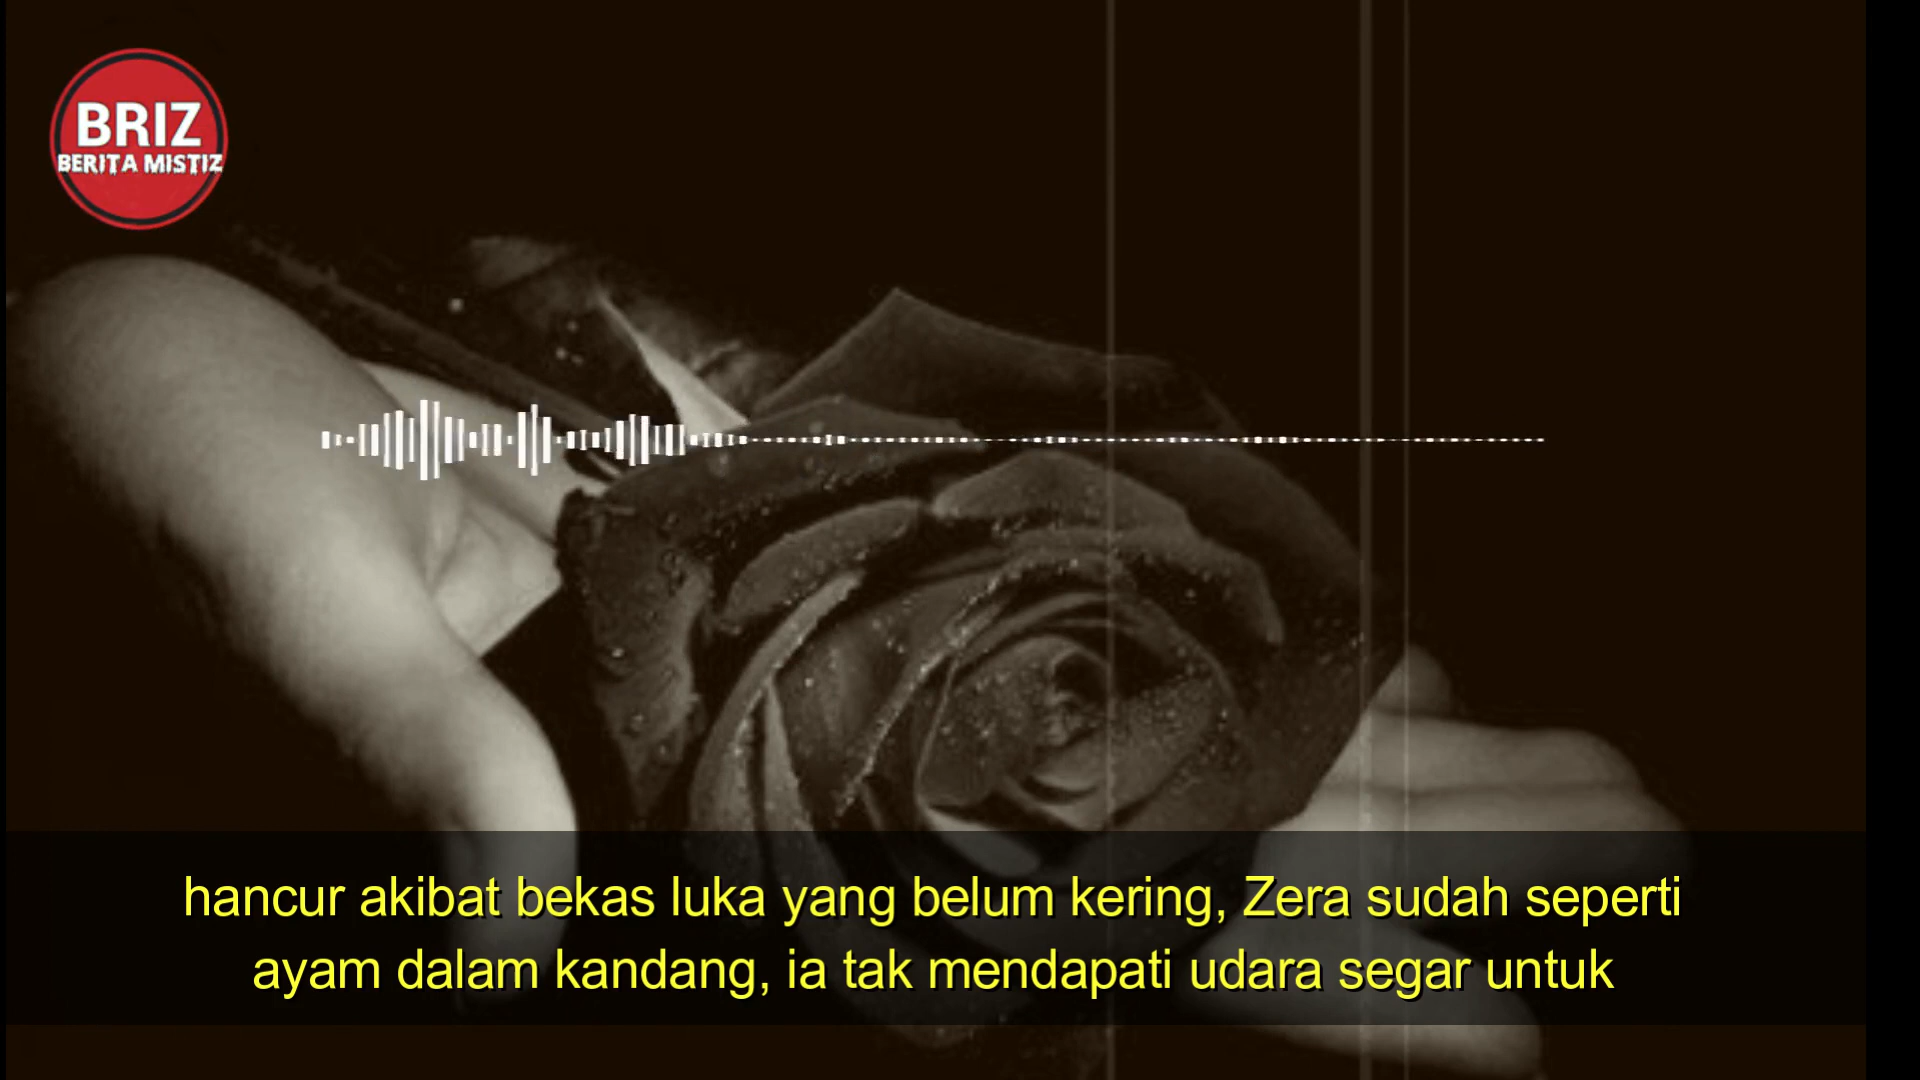 BRIZ
BERITA MISTIZ
hancur akibat bekas luka yang belum kering, Zera sudah seperti
ayam dalam kandang, ia tak mendapati udara segar untuk